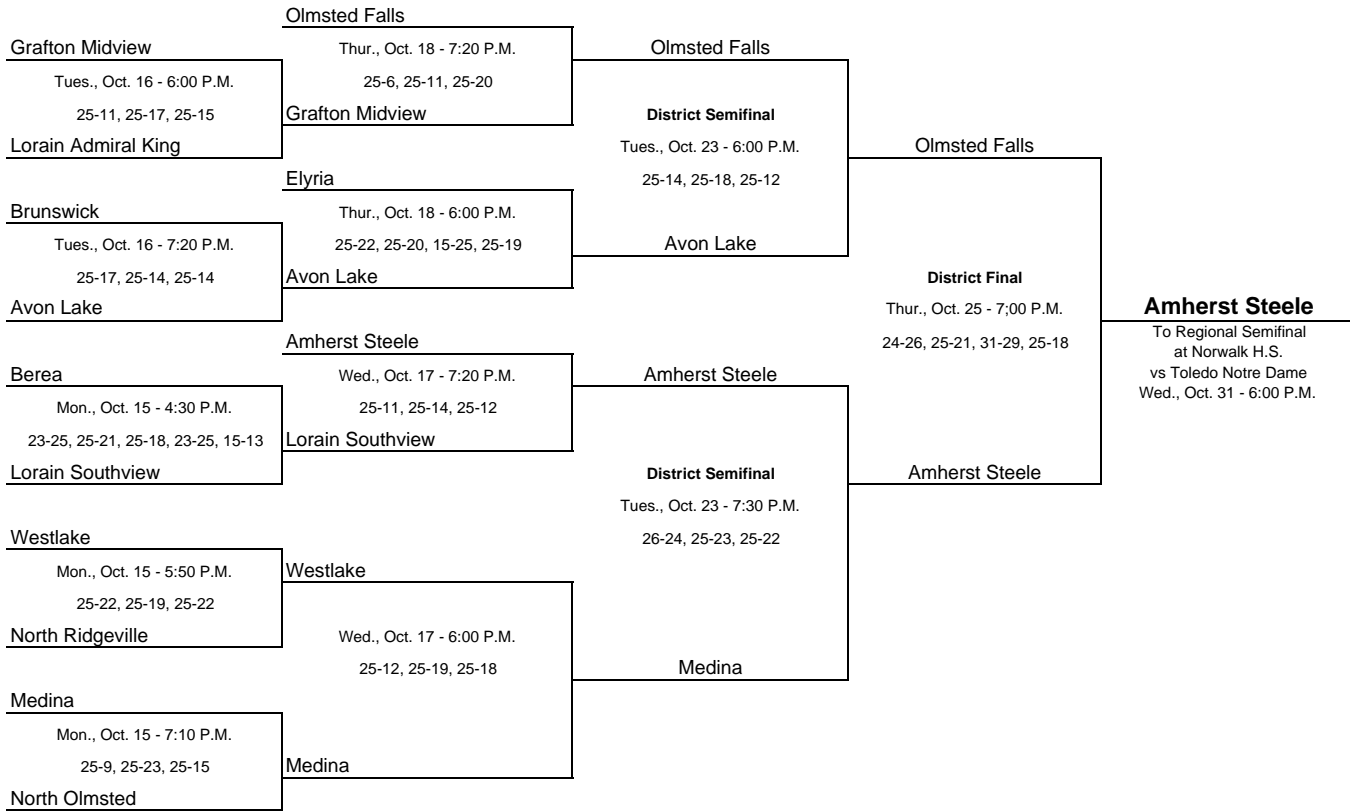 Olmsted Falls
Grafton Midview
Thur., Oct. 18 - 7:20 P.M.
Olmsted Falls
Tues., Oct. 16 - 6:00 P.M.
25-6, 25-11, 25-20
25-11, 25-17, 25-15
Grafton Midview
District Semifinal
Lorain Admiral King
Tues., Oct. 23 - 6:00 P.M.
Olmsted Falls
Elyria
25-14, 25-18, 25-12
Brunswick
Thur., Oct. 18 - 6:00 P.M.
Tues., Oct. 16 - 7:20 P.M.
25-22, 25-20, 15-25, 25-19
Avon Lake
25-17, 25-14, 25-14
Avon Lake
District Final
Avon Lake
Thur., Oct. 25 - 7;00 P.M.
Amherst Steele
To Regional Semifinal
at Norwalk H.S.
vs Toledo Notre Dame
Wed., Oct. 31 - 6:00 P.M.
Amherst Steele
24-26, 25-21, 31-29, 25-18
Berea
Wed., Oct. 17 - 7:20 P.M.
Amherst Steele
Mon., Oct. 15 - 4:30 P.M.
25-11, 25-14, 25-12
23-25, 25-21, 25-18, 23-25, 15-13
Lorain Southview
Lorain Southview
District Semifinal
Amherst Steele
Tues., Oct. 23 - 7:30 P.M.
Westlake
26-24, 25-23, 25-22
Mon., Oct. 15 - 5:50 P.M.
Westlake
25-22, 25-19, 25-22
North Ridgeville
Wed., Oct. 17 - 6:00 P.M.
25-12, 25-19, 25-18
Medina
Medina
Mon., Oct. 15 - 7:10 P.M.
25-9, 25-23, 25-15
Medina
North Olmsted